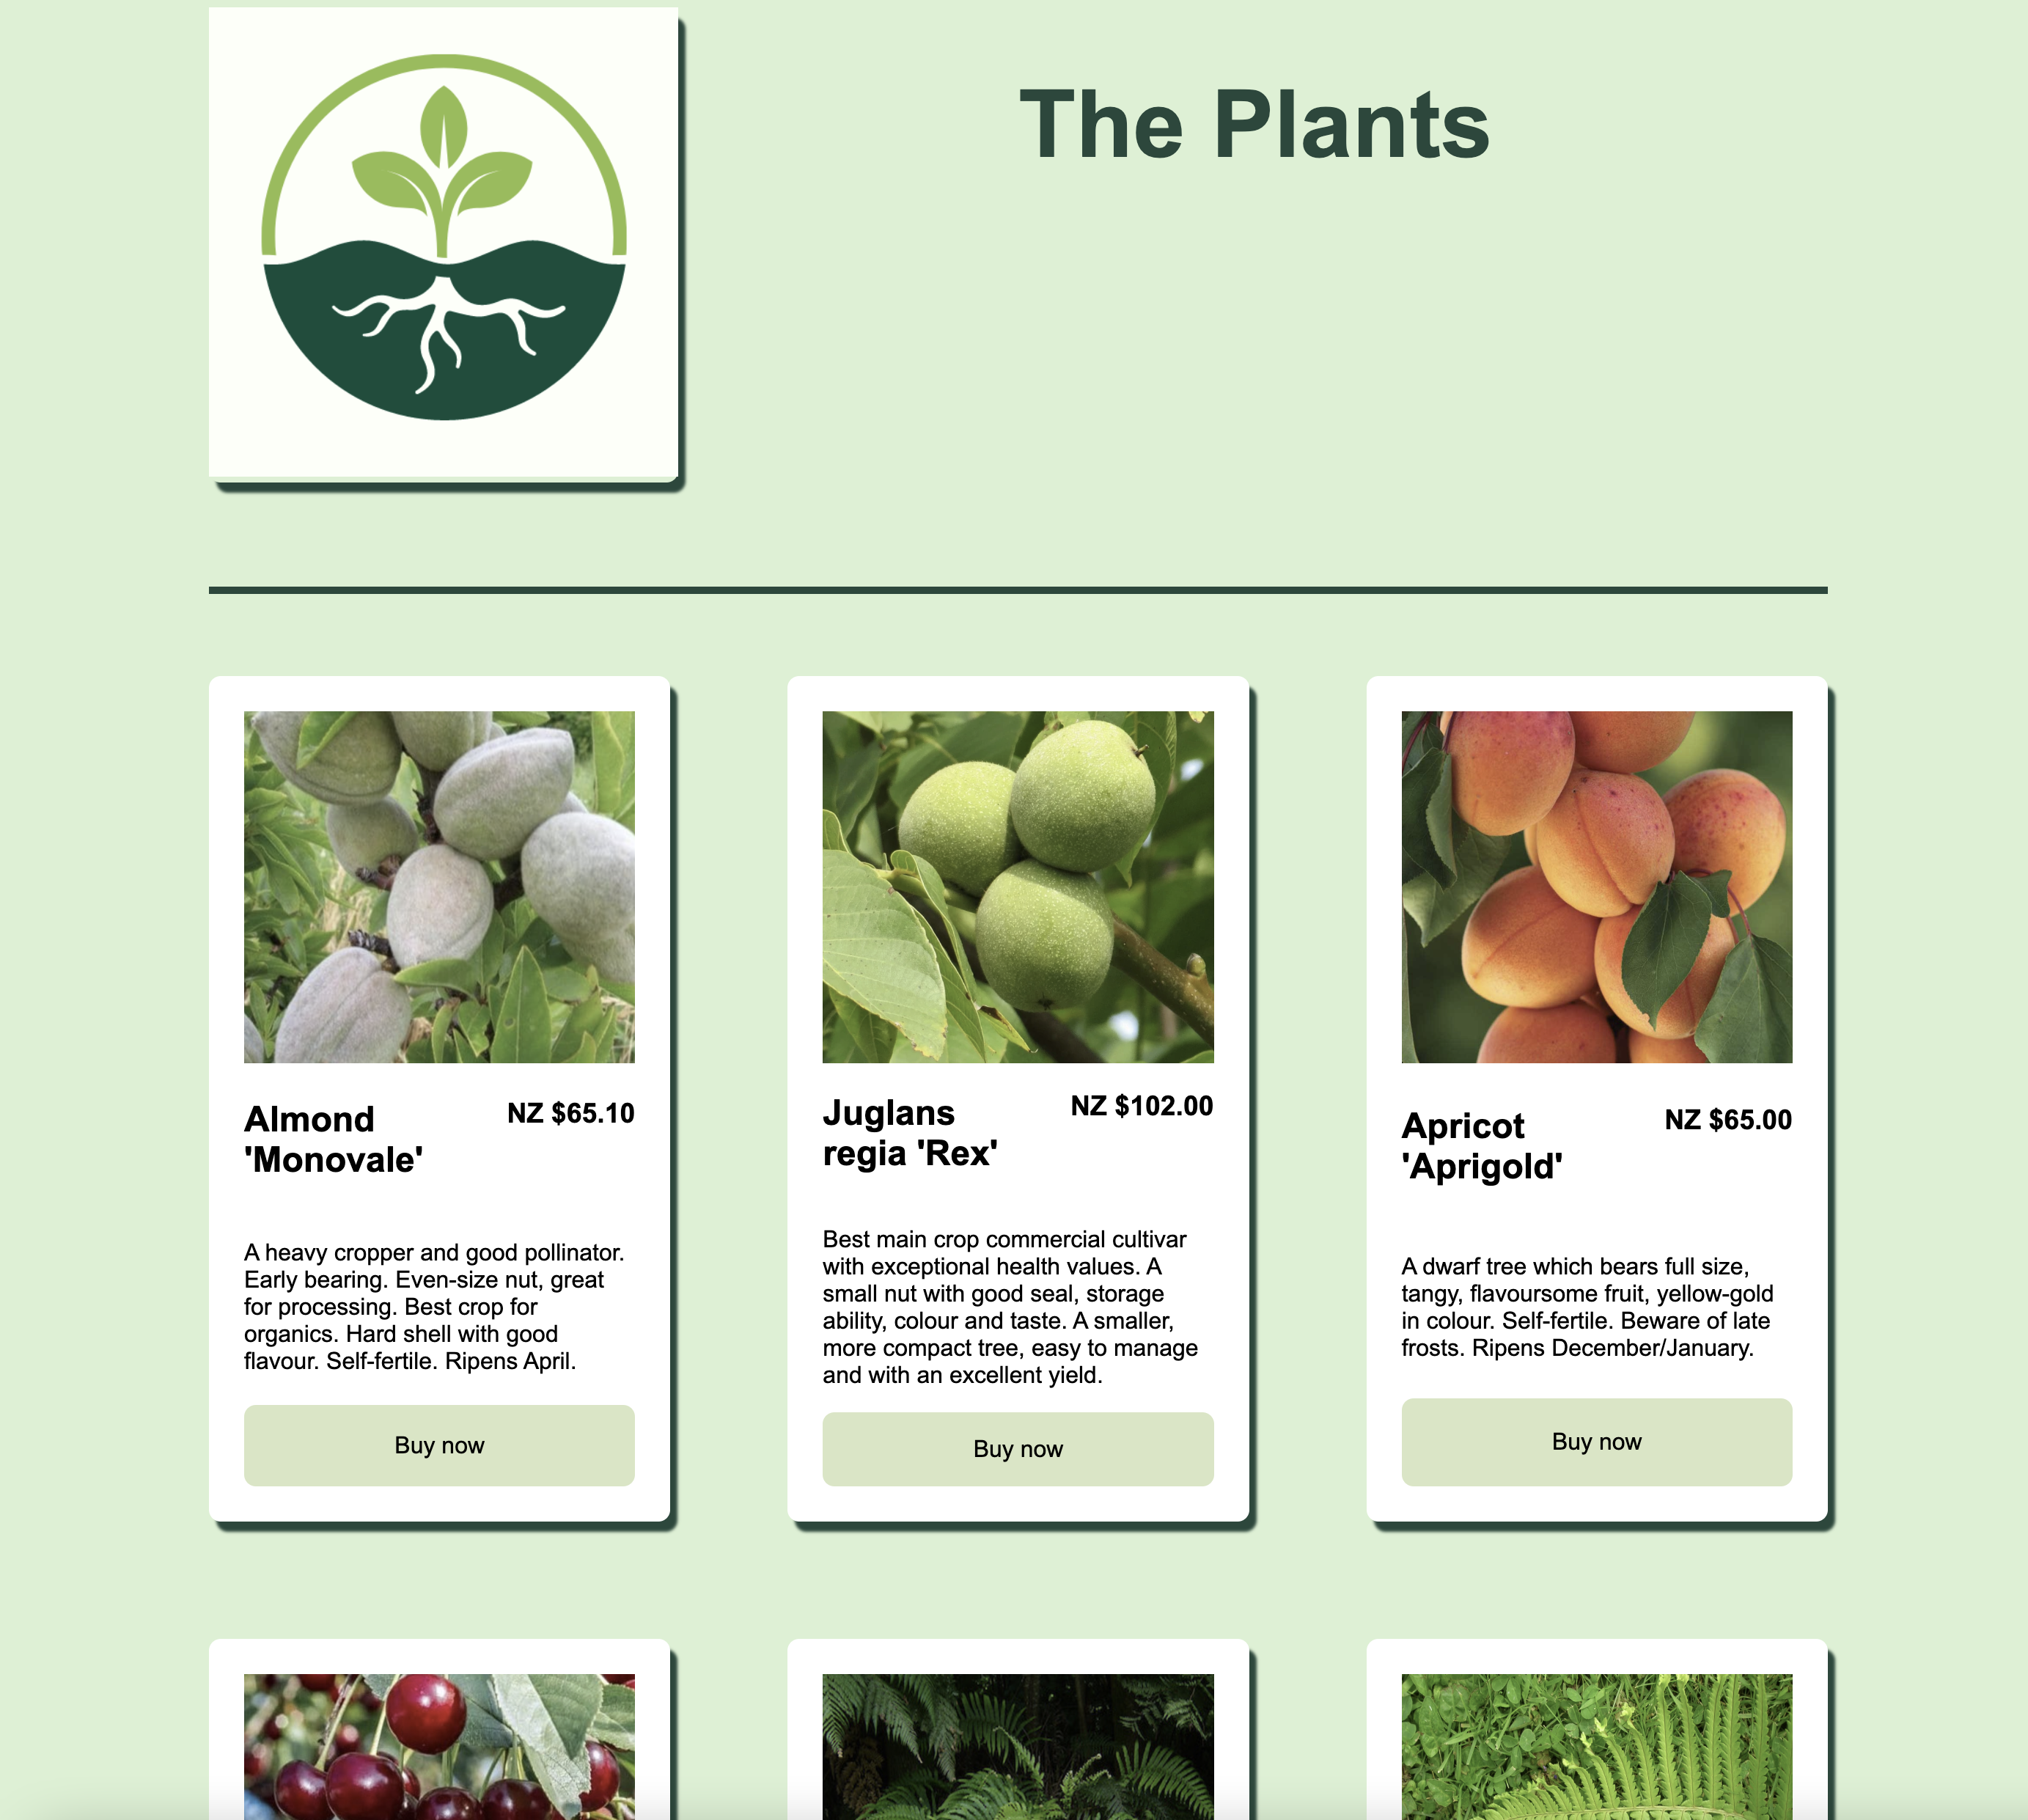 The Plants
Almond
'Monovale'
NZ $65.10
A heavy cropper and good pollinator.
Early bearing. Even-size nut, great
for processing. Best crop for
organics. Hard shell with good
flavour. Self-fertile. Ripens April.
Buy now
Juglans
regia 'Rex'
NZ $102.00
Best main crop commercial cultivar
with exceptional health values. A
small nut with good seal, storage
ability, colour and taste. A smaller,
more compact tree, easy to manage
and with an excellent yield.
Buy now
Apricot
'Aprigold'
NZ $65.00
A dwarf tree which bears full size,
tangy, flavoursome fruit, yellow-gold
in colour. Self-fertile. Beware of late
frosts. Ripens December/January.
Buy now